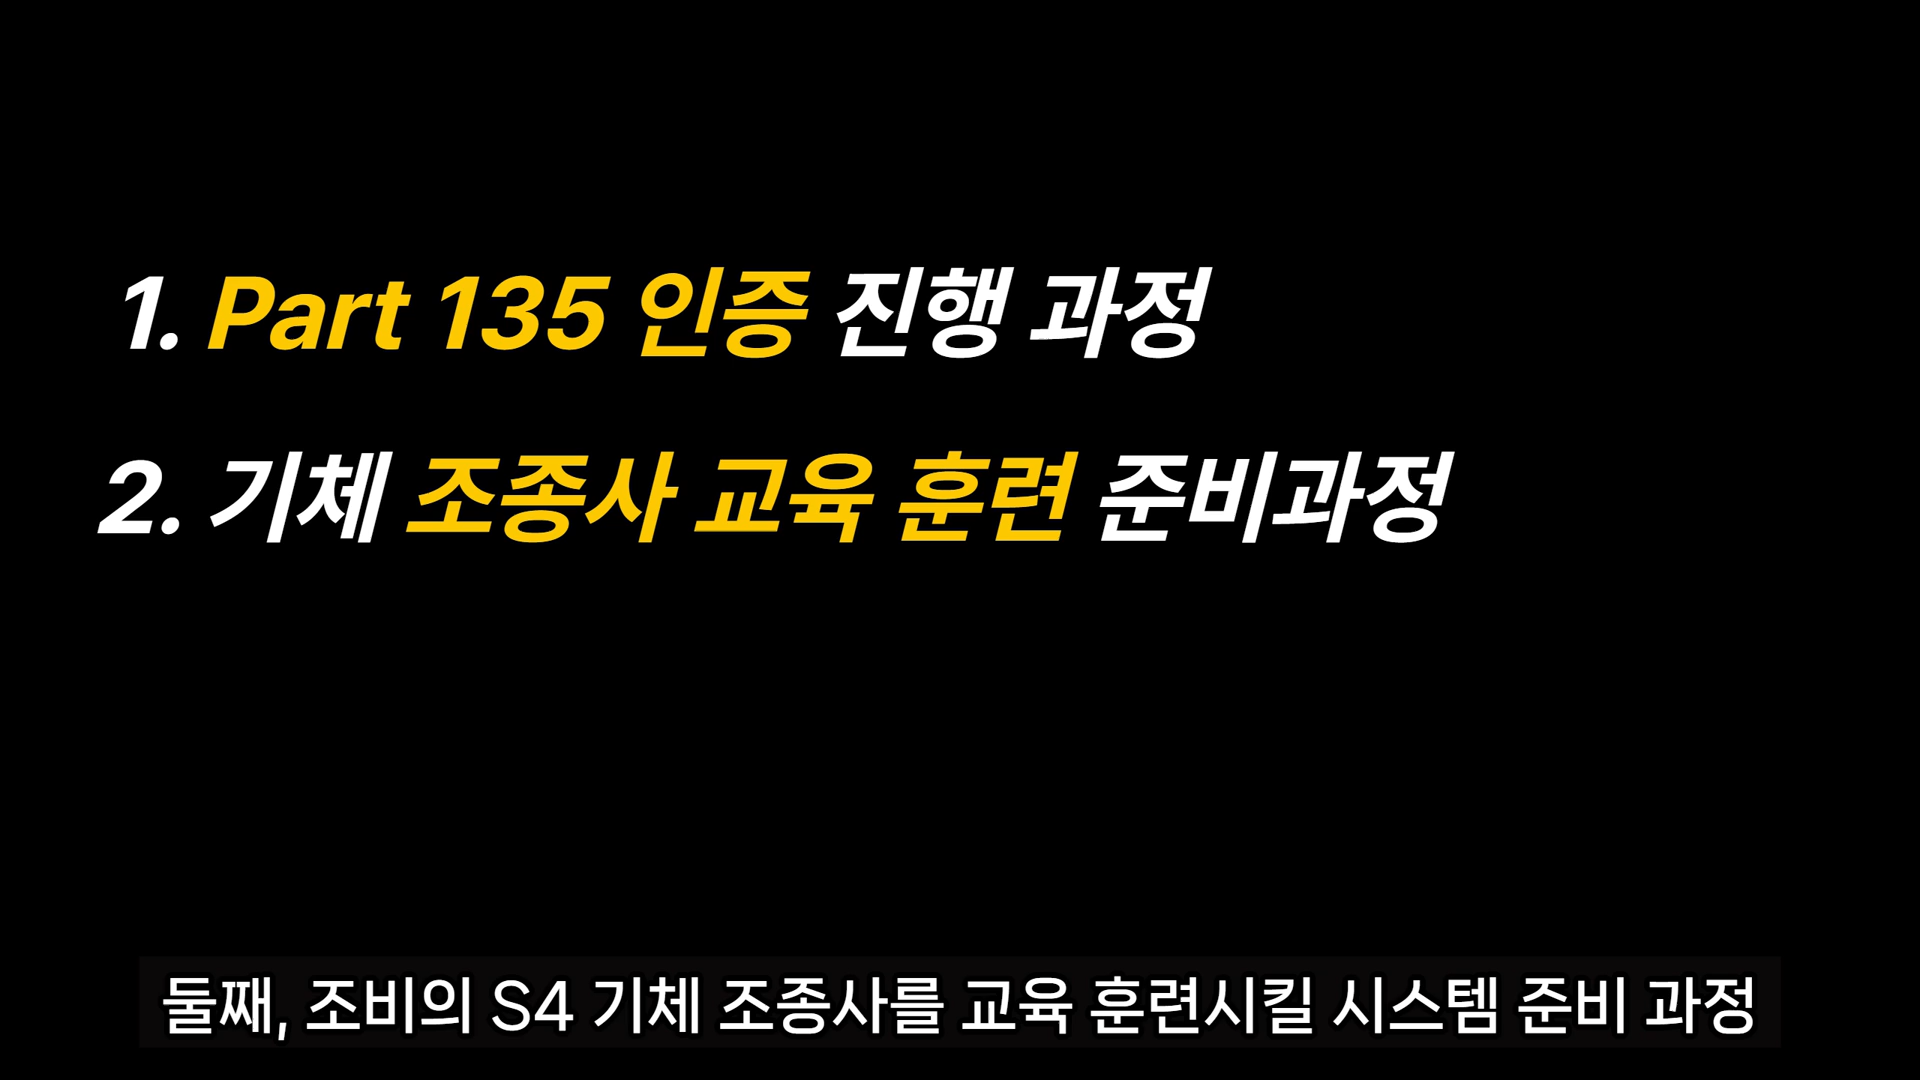 1. Part 135 인증 진행 과정
2. 기체 조종사 교육 훈련 준비과정
둘째, 조비의 S4 기체 조종사를 교육 훈련시킬 시스템 준비 과정